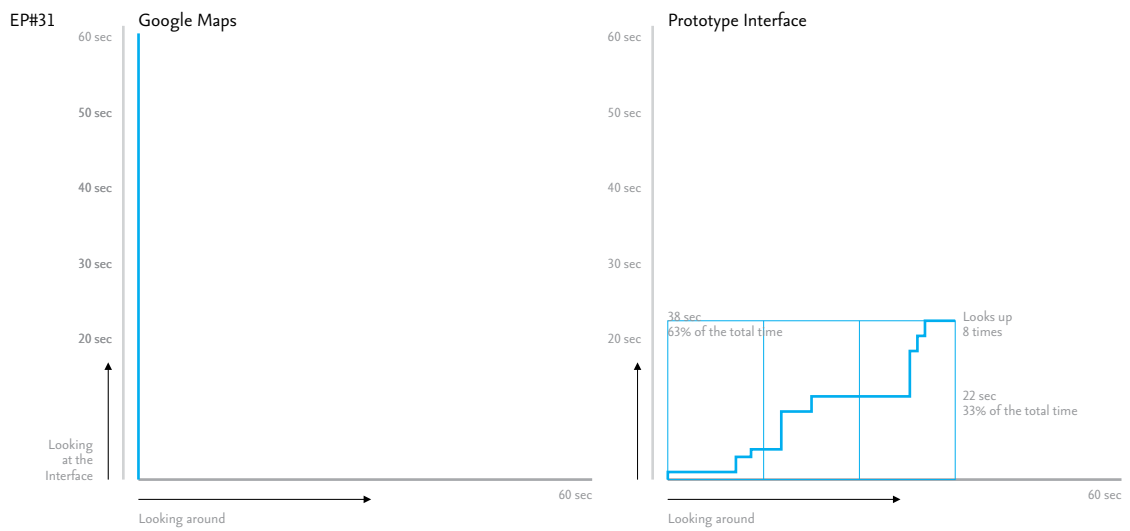 EP#31
Google Maps
60 sec
50 sec
40 sec
30 sec
20 sec
Looking
at the
Interface
60 sec
Looking around
Prototype Interface
60 sec
50 sec
40 sec
30 sec
20 sec
38 sec
63% of the total time
Looks up
8 times
22 sec
33% of the total time
60 sec
Looking around